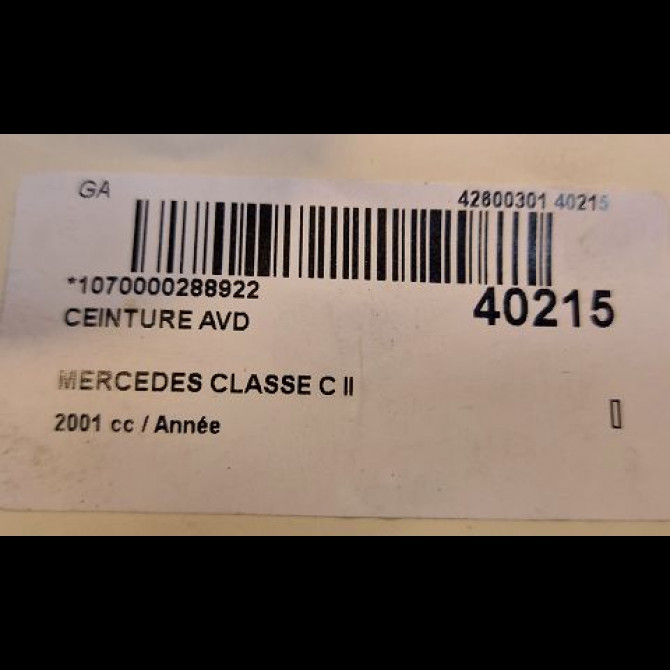 GA
42800301 40215
*1070000288922
40215
CEINTURE AVD
MERCEDES CLASSE C II
2001 cc / Année